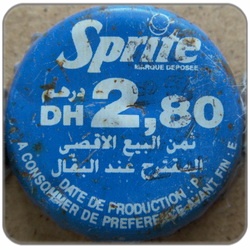 Sprite
MARQUE DEPOSEE
درهم
DH 2,80
ثمن البيع الأقصى
المقترح عند البقال
DATE DE PRODUCTION : P
A CONSOMMER DE PREFERENCE AVANT FIN : E